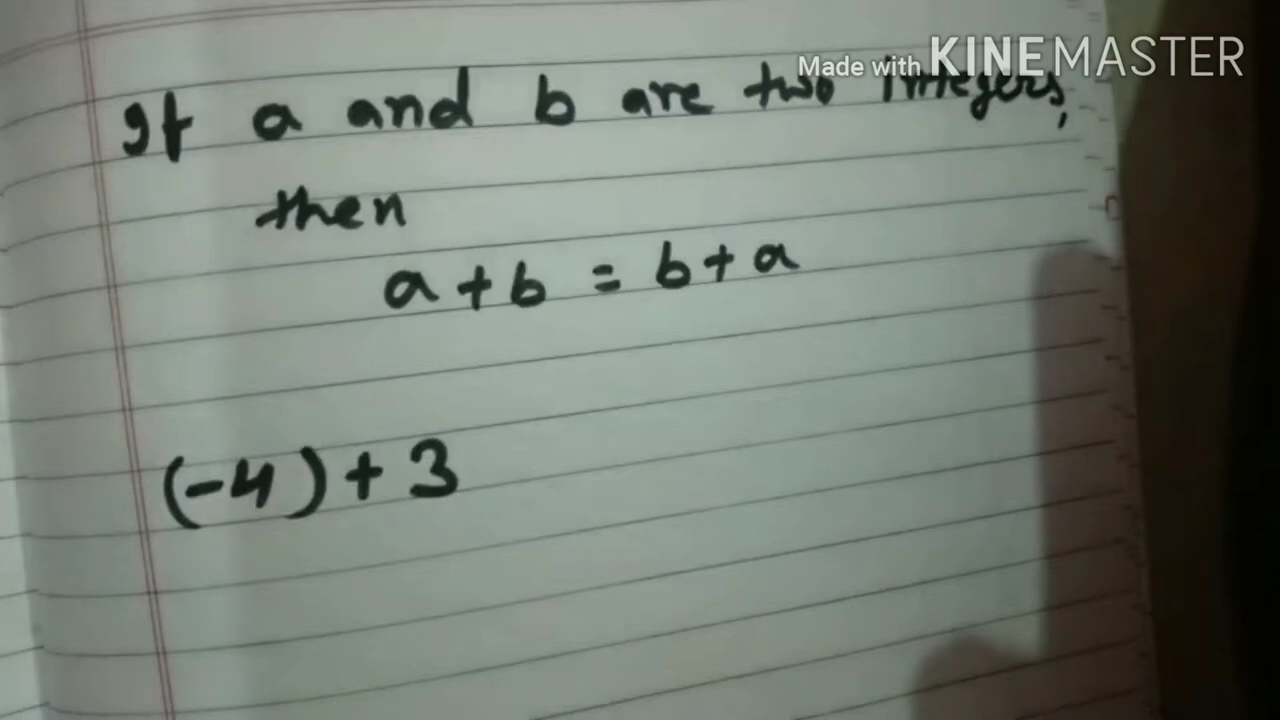 Made with KINEMASTER
If a and b are two integers,
then
a + b = b + a
(-4) + 3